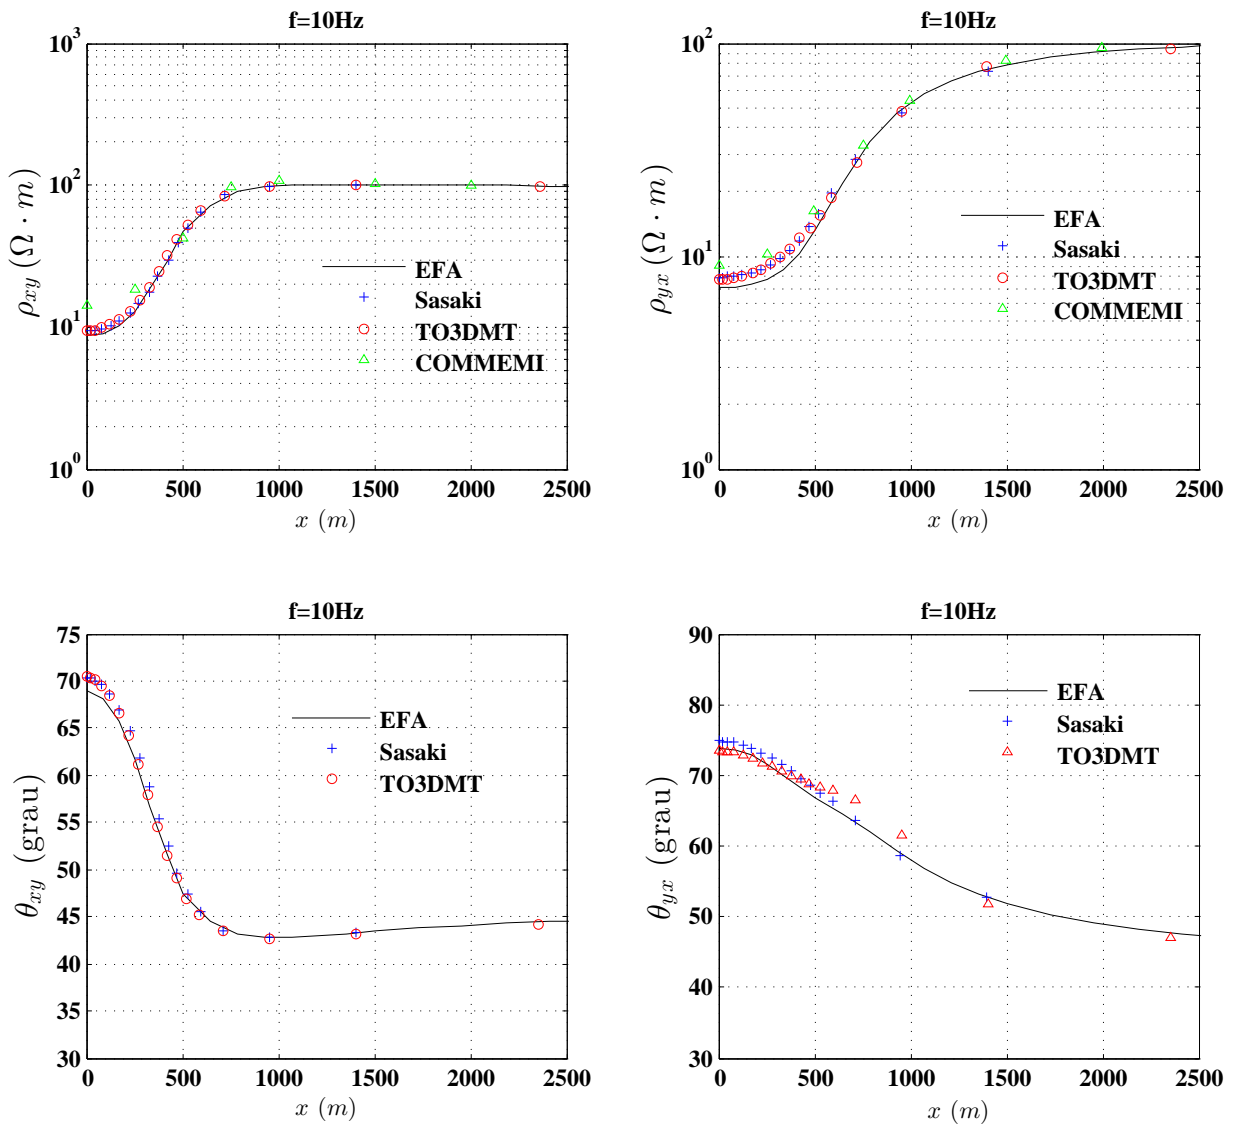 f=10Hz
10³
10²
10¹
10⁰
ρxy (Ω · m)
EFA
Sasaki
TO3DMT
COMMEMI
0 500 1000 1500 2000 2500
x (m)
f=10Hz
10²
10¹
10⁰
ρyx (Ω · m)
EFA
Sasaki
TO3DMT
COMMEMI
0 500 1000 1500 2000 2500
x (m)
f=10Hz
75
70
65
60
55
50
45
40
35
30
θxy (grau)
EFA
Sasaki
TO3DMT
0 500 1000 1500 2000 2500
x (m)
f=10Hz
90
80
70
60
50
40
30
θyx (grau)
EFA
Sasaki
TO3DMT
0 500 1000 1500 2000 2500
x (m)